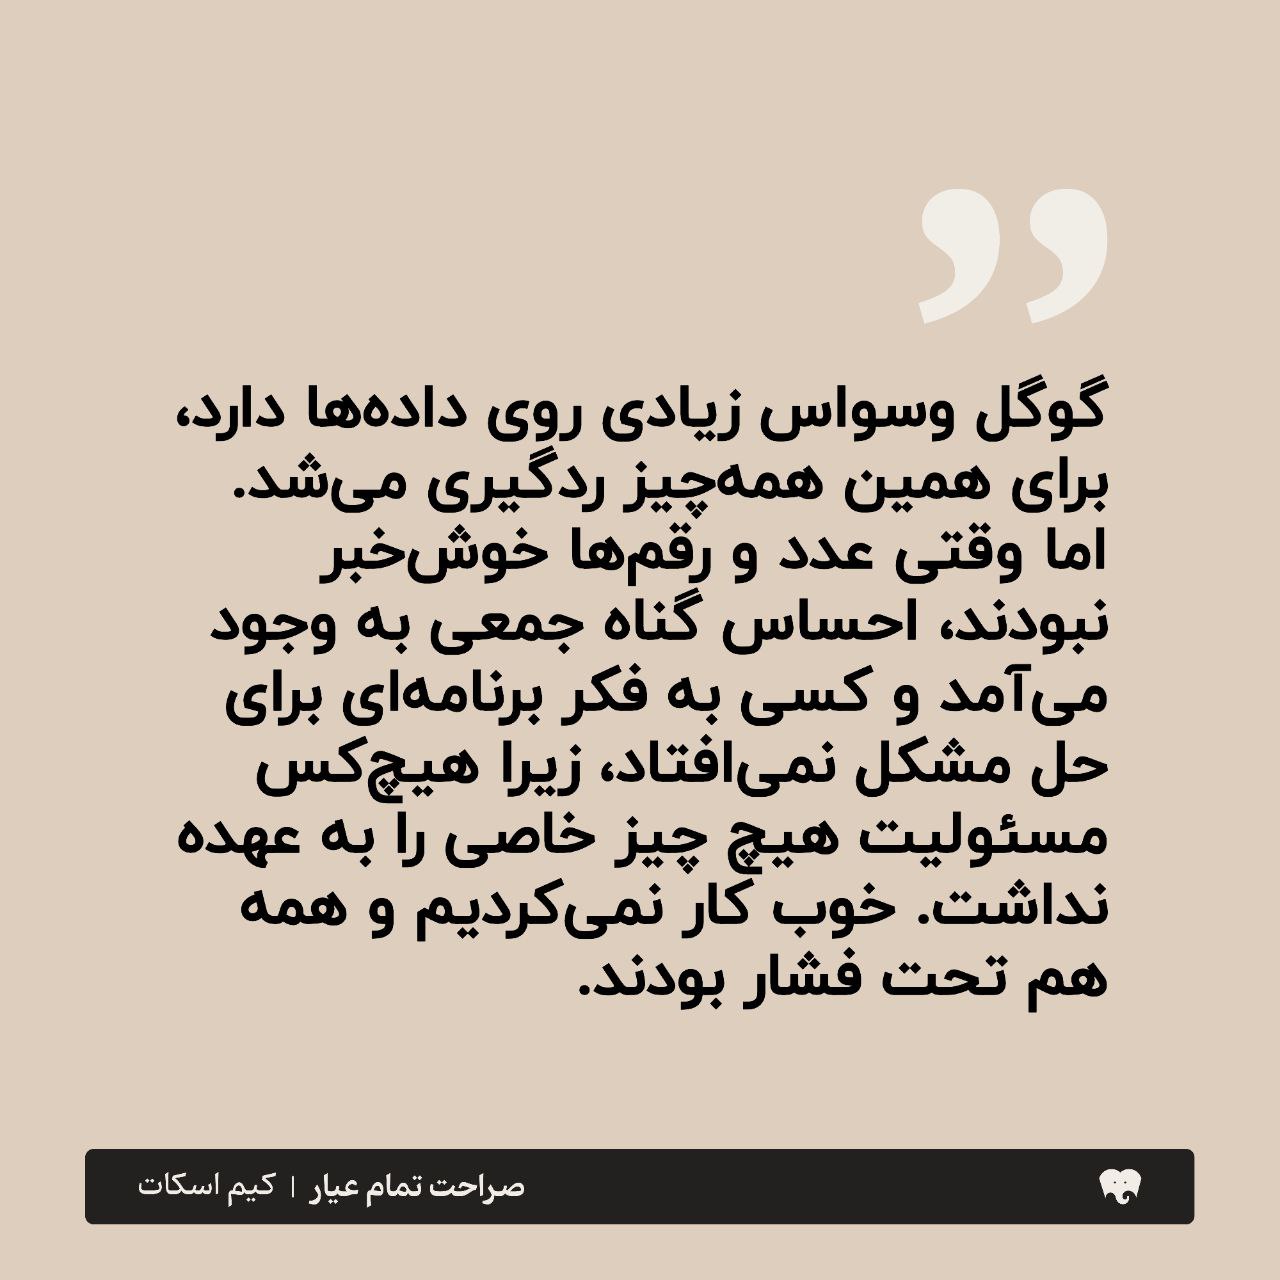 گوگل وسواس زیادی روی داده‌ها دارد،
برای همین همه‌چیز ردگیری می‌شد.
اما وقتی عدد و رقم‌ها خوش‌خبر
نبودند، احساس گناه جمعی به وجود
می‌آمد و کسی به فکر برنامه‌ای برای
حل مشکل نمی‌افتاد، زیرا هیچ‌کس
مسئولیت هیچ چیز خاصی را به عهده
نداشت. خوب کار نمی‌کردیم و همه
هم تحت فشار بودند.
صراحت تمام عیار | کیم اسکات